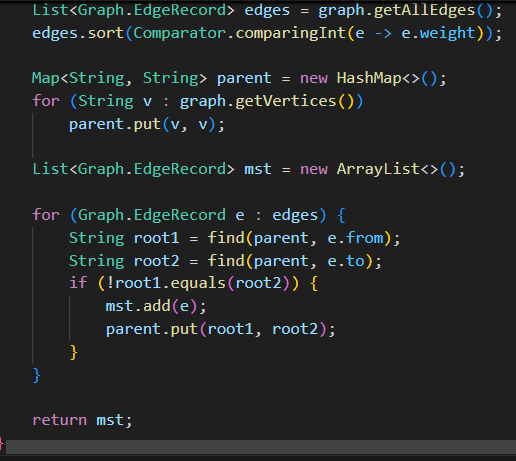 List<Graph.EdgeRecord> edges = graph.getAllEdges();
edges.sort(Comparator.comparingInt(e -> e.weight));
Map<String, String> parent = new HashMap<>();
for (String v : graph.getVertices())
parent.put(v, v);
List<Graph.EdgeRecord> mst = new ArrayList<>();
for (Graph.EdgeRecord e : edges) {
String root1 = find(parent, e.from);
String root2 = find(parent, e.to);
if (!root1.equals(root2)) {
mst.add(e);
parent.put(root1, root2);
}
}
return mst;
}